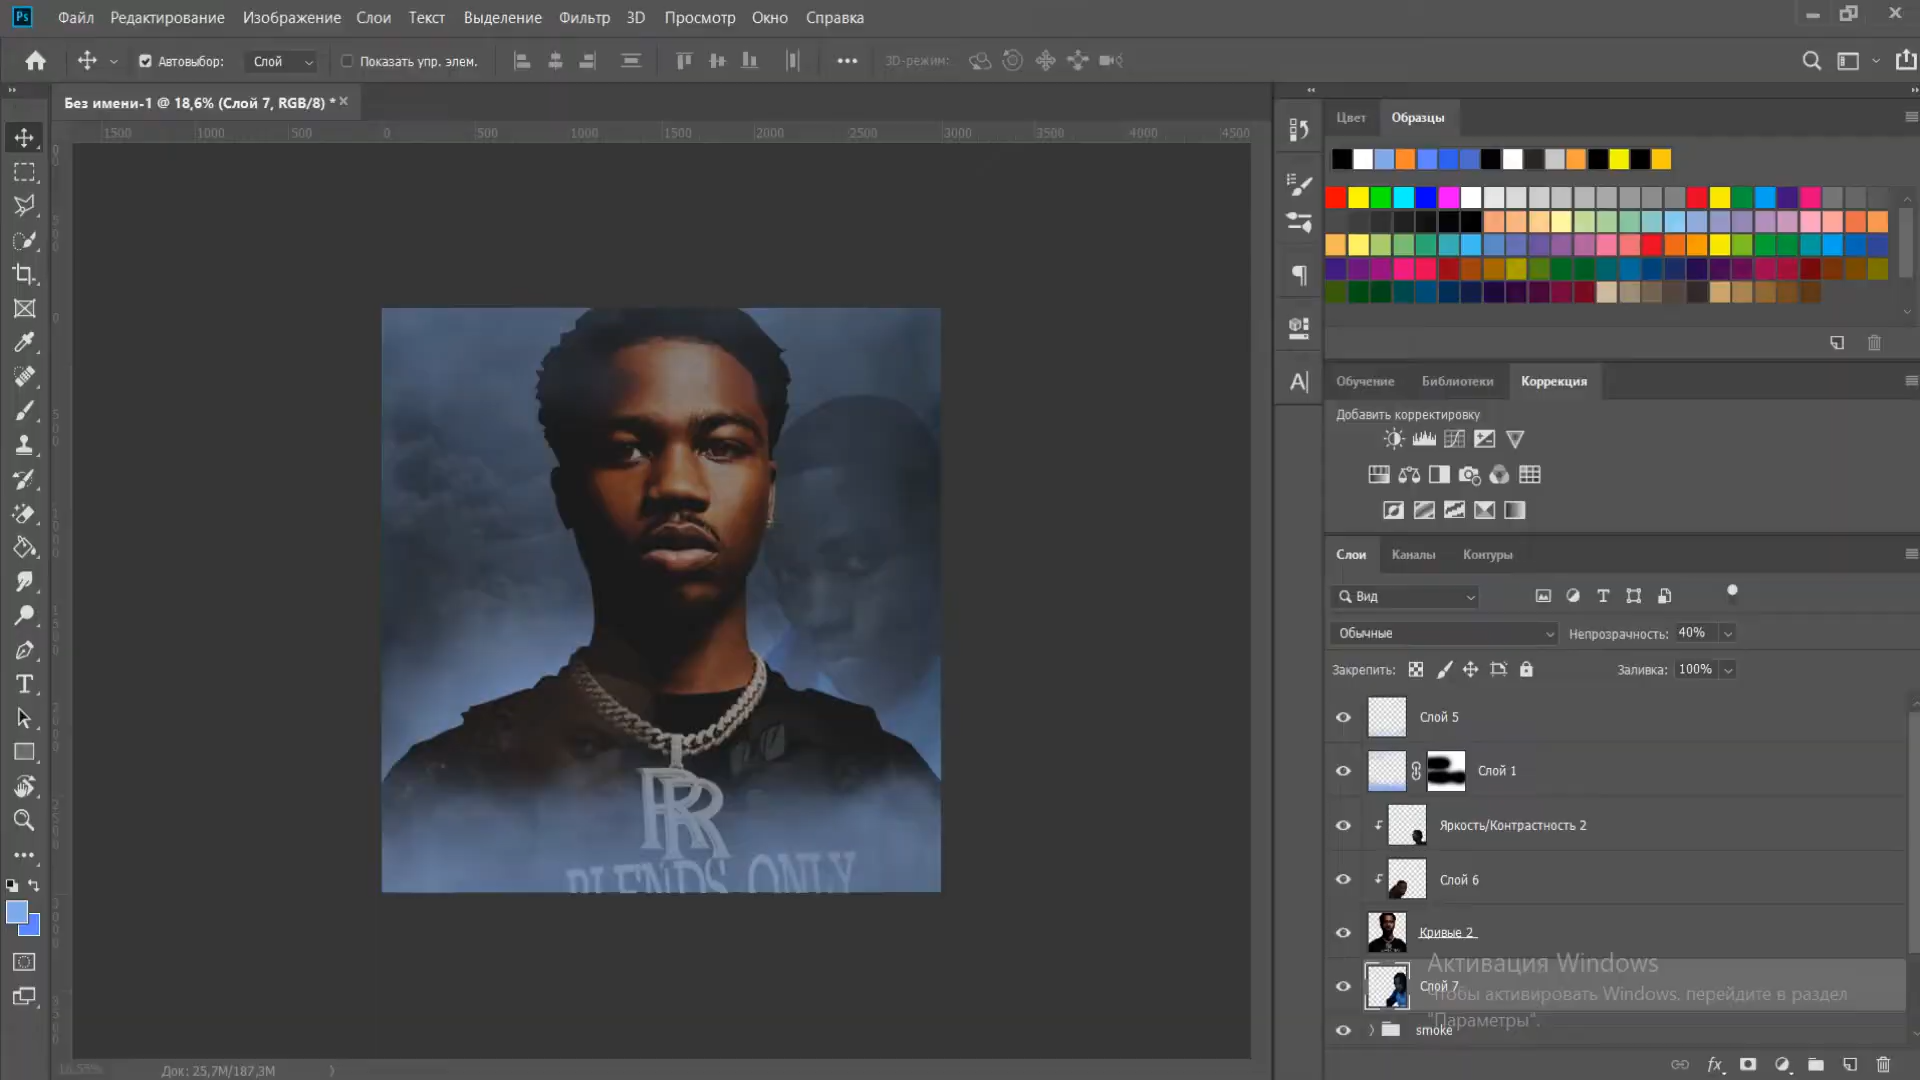 Ps Файл Редактирование Изображение Слои Текст Выделение Фильтр 3D Просмотр Окно Справка
Автовыбор: Слой Показать упр. элем. 3D-режим:
Без имени-1 @ 18,6% (Слой 7, RGB/8) *
1500 1000 500 0 500 1000 1500 2000 2500 3000 3500 4000 4500
Цвет Образцы
Обучение Библиотеки Коррекция
Добавить корректировку
Слои Каналы Контуры
Вид
Обычные Непрозрачность: 40%
Закрепить: Заливка: 100%
Слой 5
Слой 1
Яркость/Контрастность 2
Слой 6
Кривые 2
Слой 7
smoke
Активация Windows
Чтобы активировать Windows, перейдите в раздел
"Параметры".
RR
BLENDS ONLY
Док: 25,7M/187,3M